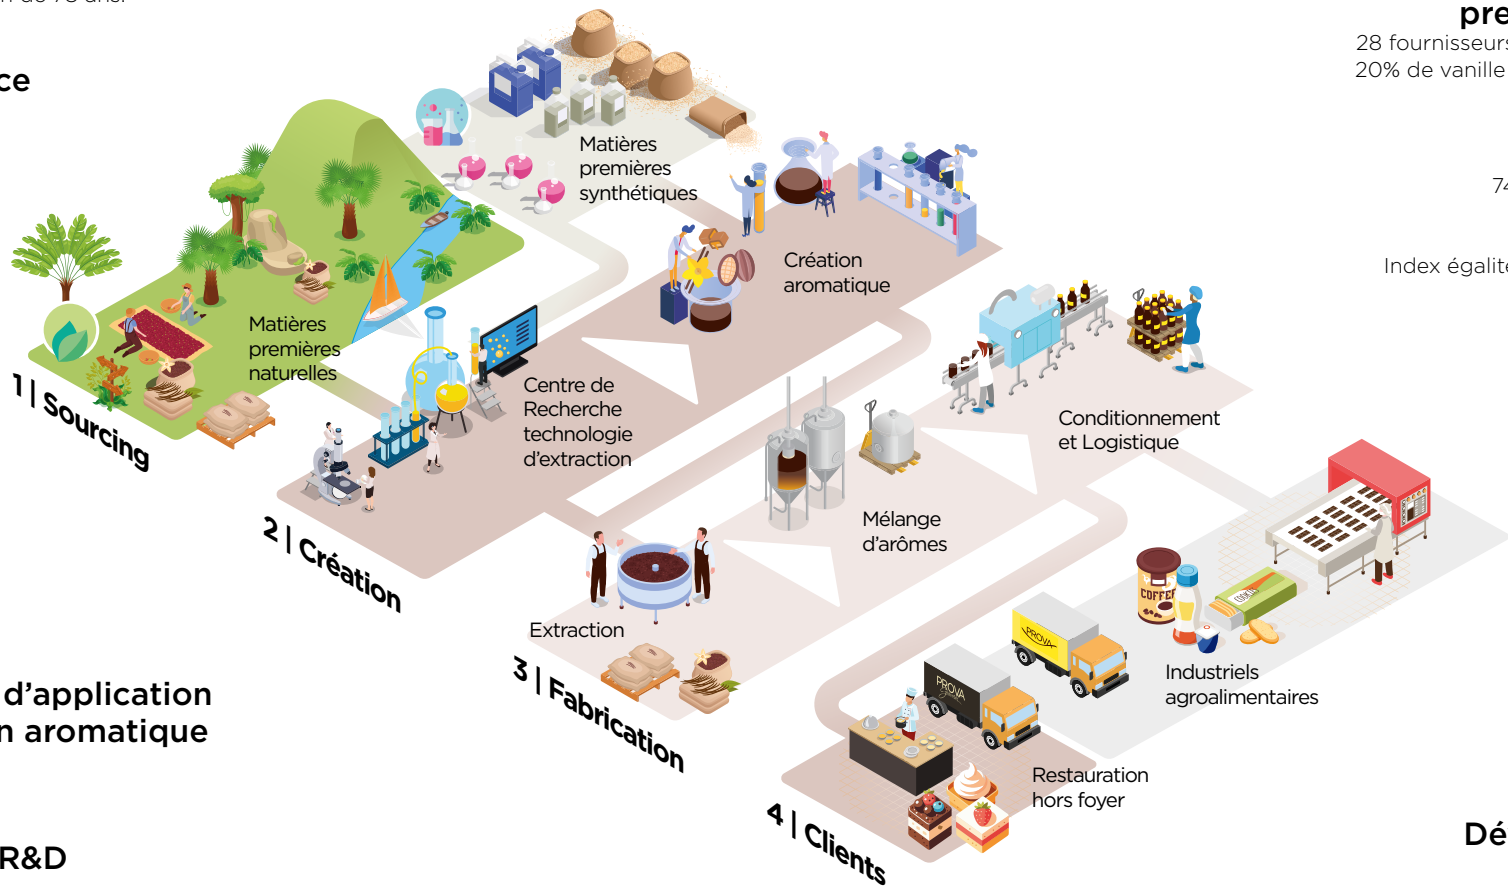 ce
pre
28 fournisseurs
20% de vanille
74
Index égalité
Matières
premières
synthétiques
Création
aromatique
Matières
premières
naturelles
1 | Sourcing
Centre de
Recherche
technologie
d'extraction
2 | Création
Conditionnement
et Logistique
Mélange
d'arômes
Extraction
3 | Fabrication
COFFEE
COOKIE
PROVA
PROVA
Industriels
agroalimentaires
Restauration
hors foyer
4 | Clients
d'application
n aromatique
R&D
Dé